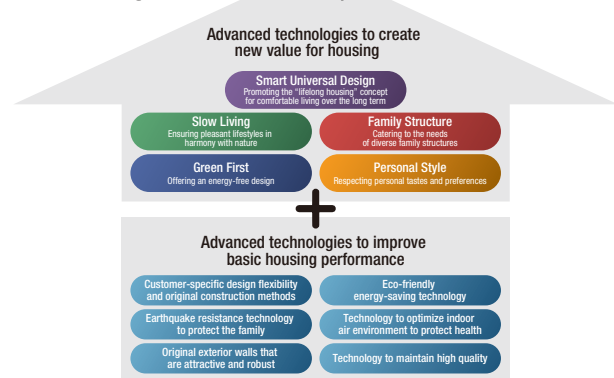 Advanced technologies to create
new value for housing
Smart Universal Design
Promoting the “lifelong housing” concept
for comfortable living over the long term
Slow Living
Ensuring pleasant lifestyles in
harmony with nature
Family Structure
Catering to the needs
of diverse family structures
Green First
Offering an energy-free design
Personal Style
Respecting personal tastes and preferences
+
Advanced technologies to improve
basic housing performance
Customer-specific design flexibility
and original construction methods
Eco-friendly
energy-saving technology
Earthquake resistance technology
to protect the family
Technology to optimize indoor
air environment to protect health
Original exterior walls that
are attractive and robust
Technology to maintain high quality